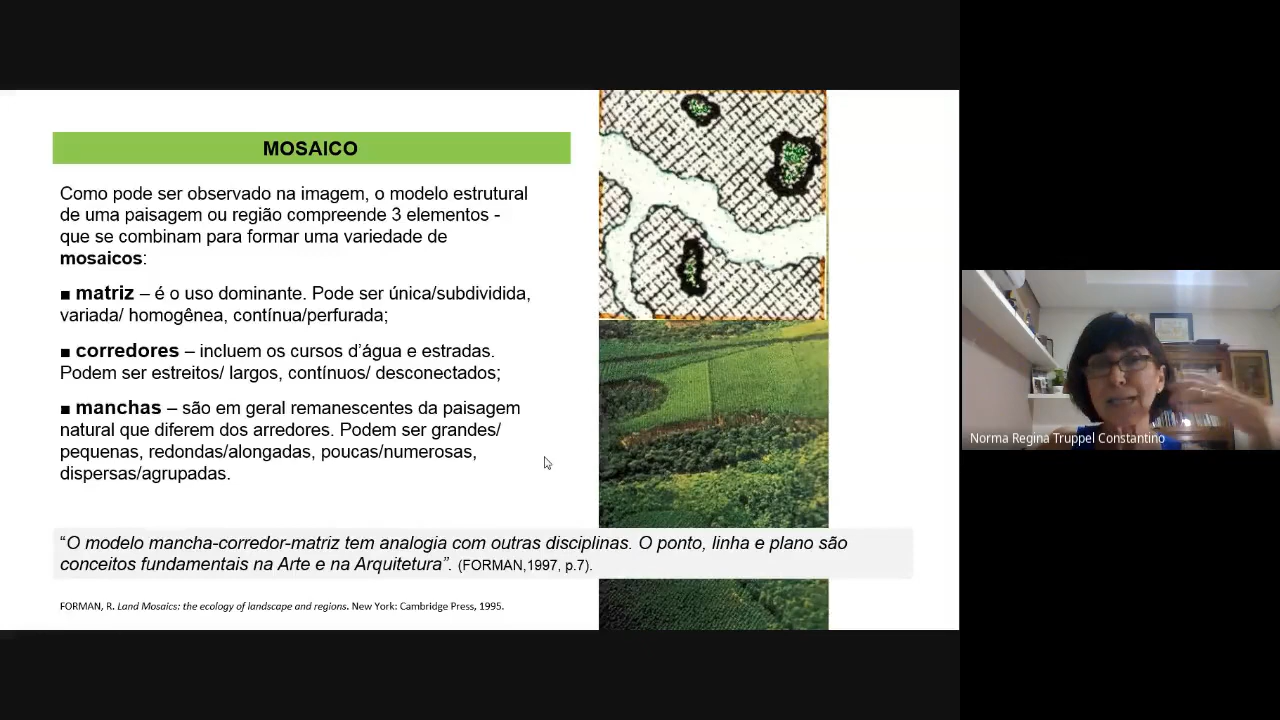 MOSAICO
Como pode ser observado na imagem, o modelo estrutural
de uma paisagem ou região compreende 3 elementos -
que se combinam para formar uma variedade de
mosaicos:
■ matriz – é o uso dominante. Pode ser única/subdividida,
variada/ homogênea, contínua/perfurada;
■ corredores – incluem os cursos d’água e estradas.
Podem ser estreitos/ largos, contínuos/ desconectados;
■ manchas – são em geral remanescentes da paisagem
natural que diferem dos arredores. Podem ser grandes/
pequenas, redondas/alongadas, poucas/numerosas,
dispersas/agrupadas.
“O modelo mancha-corredor-matriz tem analogia com outras disciplinas. O ponto, linha e plano são
conceitos fundamentais na Arte e na Arquitetura”. (FORMAN,1997, p.7).
FORMAN, R. Land Mosaics: the ecology of landscape and regions. New York: Cambridge Press, 1995.
Norma Regina Truppel Constantino